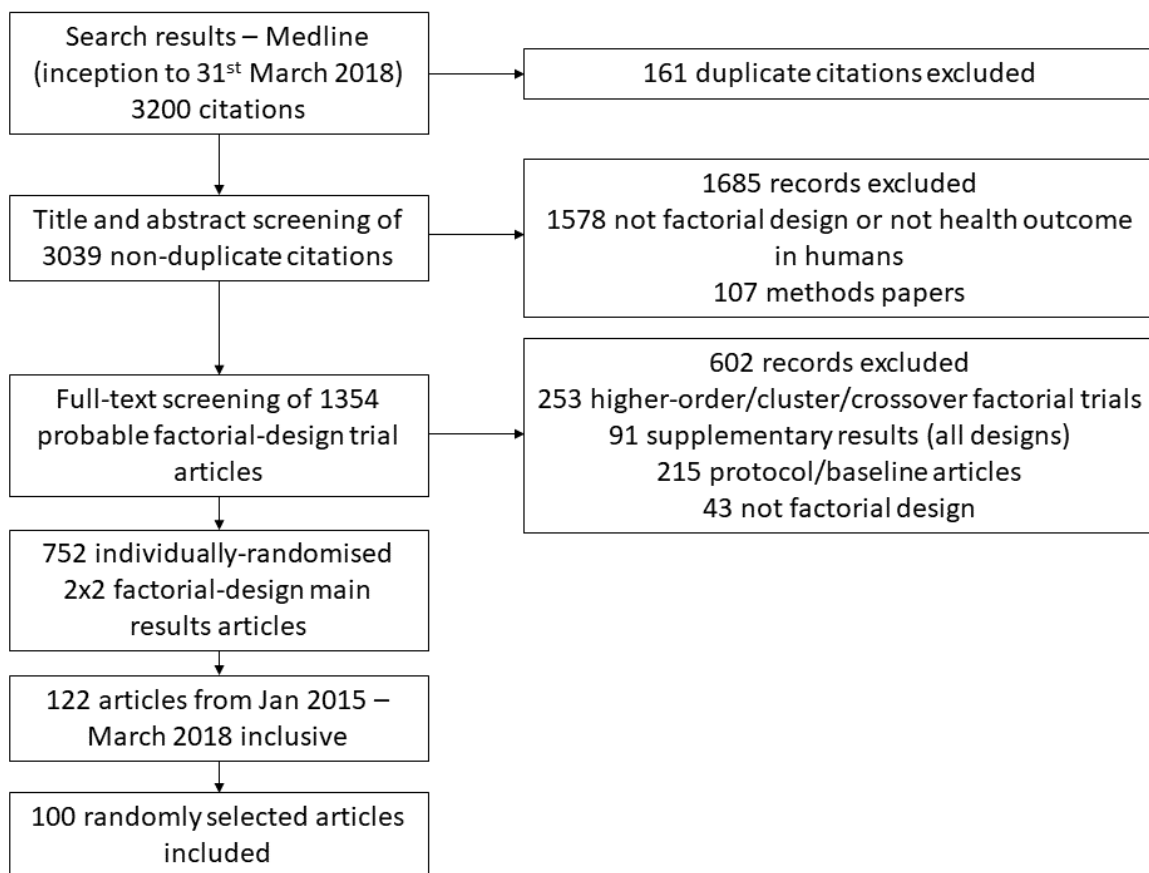 Search results – Medline
(inception to 31st March 2018)
3200 citations
161 duplicate citations excluded
Title and abstract screening of
3039 non-duplicate citations
1685 records excluded
1578 not factorial design or not health outcome
in humans
107 methods papers
Full-text screening of 1354
probable factorial-design trial
articles
602 records excluded
253 higher-order/cluster/crossover factorial trials
91 supplementary results (all designs)
215 protocol/baseline articles
43 not factorial design
752 individually-randomised
2x2 factorial-design main
results articles
122 articles from Jan 2015 –
March 2018 inclusive
100 randomly selected articles
included